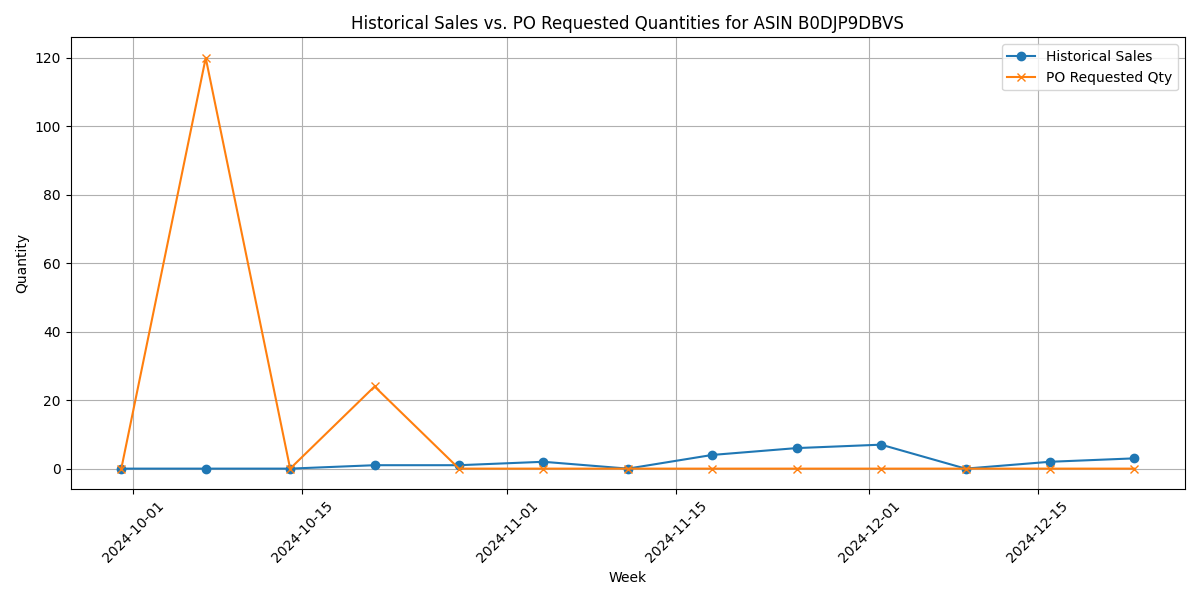 Historical Sales vs. PO Requested Quantities for ASIN B0DJP9DBVS
Historical Sales
PO Requested Qty
120
100
80
60
40
20
0
Quantity
2024-10-01
2024-10-15
2024-11-01
2024-11-15
2024-12-01
2024-12-15
Week